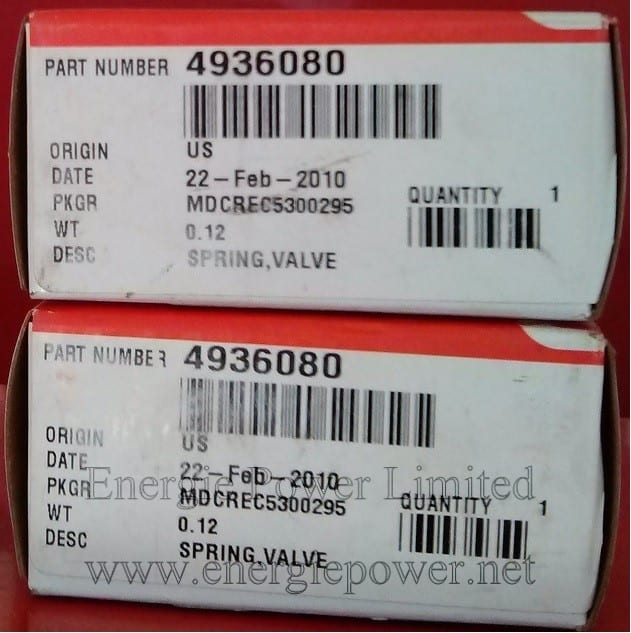 PART NUMBER 4936080
ORIGIN US
DATE 22-Feb-2010
PKGR MDCREC5300295
QUANTITY 1
WT 0.12
DESC SPRING,VALVE
PART NUMBER 4936080
ORIGIN US
DATE 22-Feb-2010
Energie Power Limited
PKGR MDCREC5300295
QUANTITY 1
WT 0.12
DESC SPRING,VALVE
www.energiepower.net